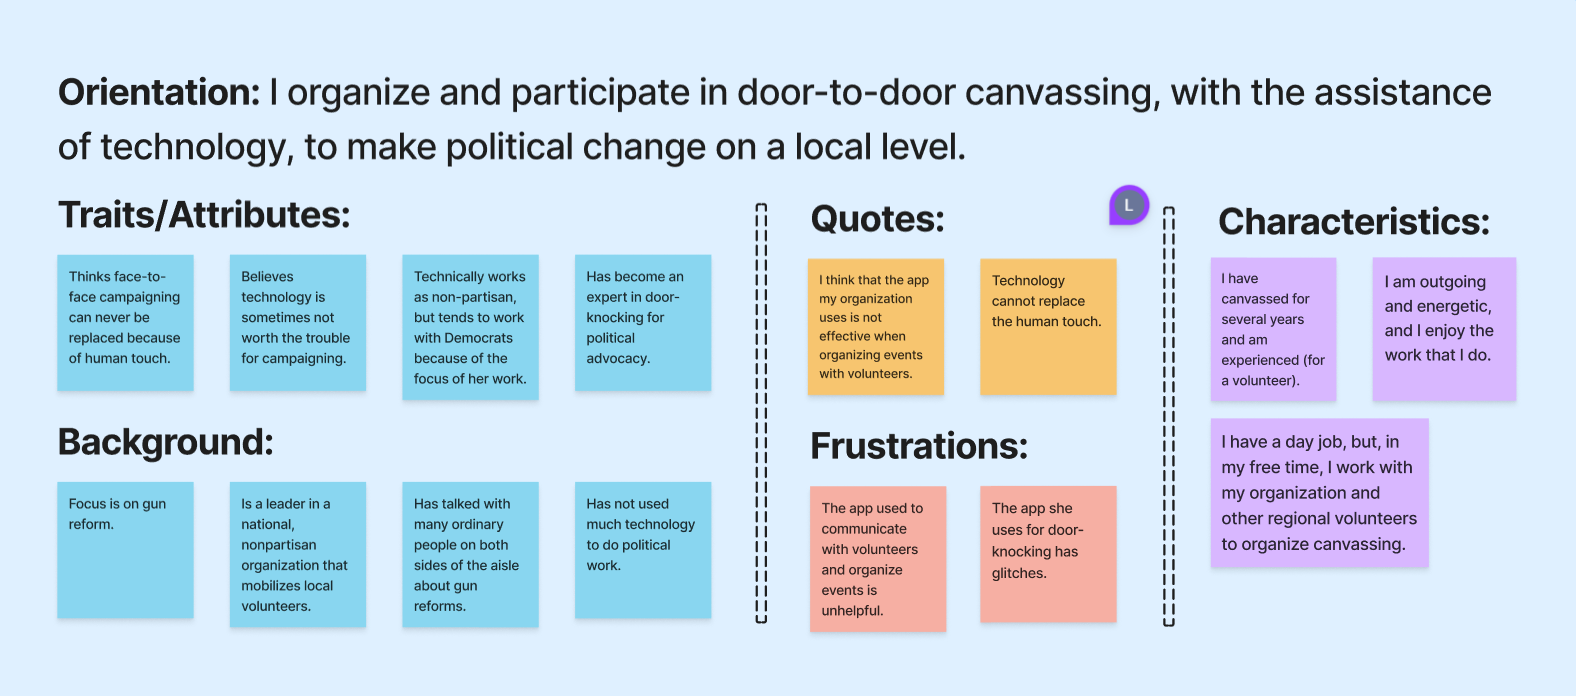 Orientation: I organize and participate in door-to-door canvassing, with the assistance
of technology, to make political change on a local level.
Traits/Attributes:
Thinks face-to-
face campaigning
can never be
replaced because
of human touch.
Believes
technology is
sometimes not
worth the trouble
for campaigning.
Technically works
as non-partisan,
but tends to work
with Democrats
because of the
focus of her work.
Has become an
expert in door-
knocking for
political
advocacy.
Background:
Focus is on gun
reform.
Is a leader in a
national,
nonpartisan
organization that
mobilizes local
volunteers.
Has talked with
many ordinary
people on both
sides of the aisle
about gun
reforms.
Has not used
much technology
to do political
work.
Quotes:
L
I think that the app
my organization
uses is not
effective when
organizing events
with volunteers.
Technology
cannot replace
the human touch.
Frustrations:
The app used to
communicate
with volunteers
and organize
events is
unhelpful.
The app she
uses for door-
knocking has
glitches.
Characteristics:
I have
canvassed for
several years
and am
experienced (for
a volunteer).
I am outgoing
and energetic,
and I enjoy the
work that I do.
I have a day job, but, in
my free time, I work with
my organization and
other regional volunteers
to organize canvassing.